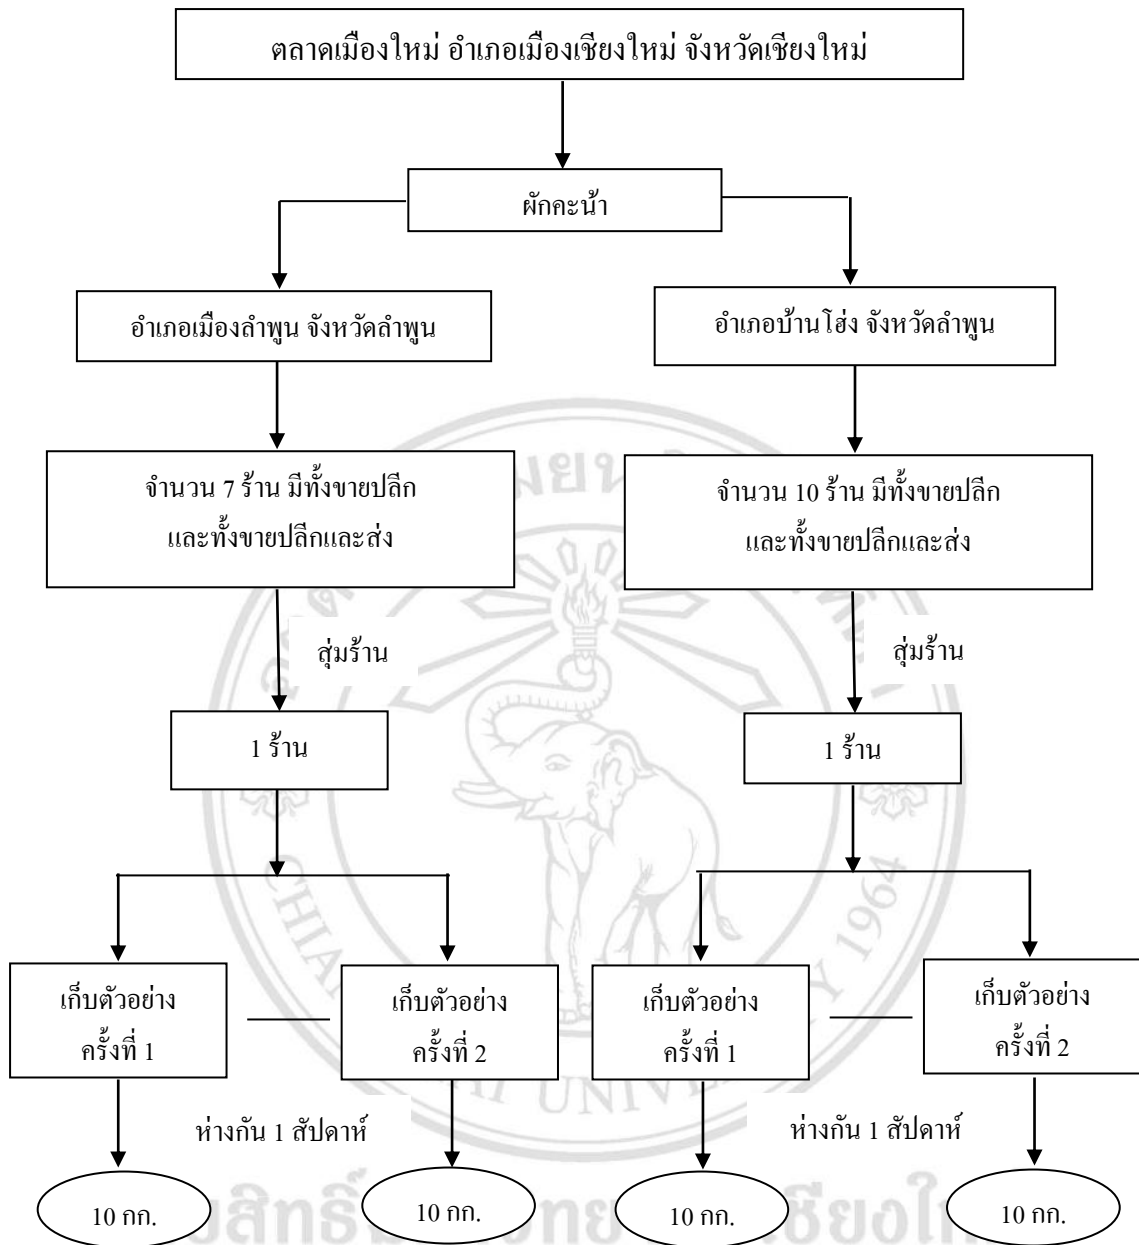 ตลาดเมืองใหม่ อำเภอเมืองเชียงใหม่ จังหวัดเชียงใหม่
ผักคะน้า
อำเภอเมืองลำพูน จังหวัดลำพูน
อำเภอบ้านโฮ่ง จังหวัดลำพูน
จำนวน 7 ร้าน มีทั้งขายปลีก
และทั้งขายปลีกและส่ง
จำนวน 10 ร้าน มีทั้งขายปลีก
และทั้งขายปลีกและส่ง
สุ่มร้าน
สุ่มร้าน
1 ร้าน
1 ร้าน
เก็บตัวอย่าง
ครั้งที่ 1
เก็บตัวอย่าง
ครั้งที่ 2
เก็บตัวอย่าง
ครั้งที่ 1
เก็บตัวอย่าง
ครั้งที่ 2
ห่างกัน 1 สัปดาห์
ห่างกัน 1 สัปดาห์
10 กก.
10 กก.
10 กก.
10 กก.
1964